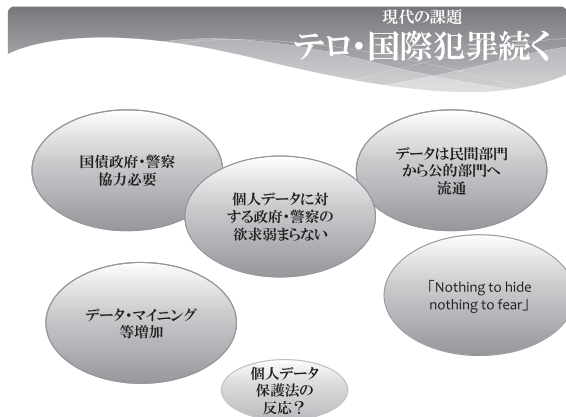 現代の課題
テロ・国際犯罪続く
国債政府・警察
協力必要
データは民間部門
から公的部門へ
流通
個人データに対
する政府・警察の
欲求弱まらない
「Nothing to hide
nothing to fear」
データ・マイニング
等増加
個人データ
保護法の
反応？